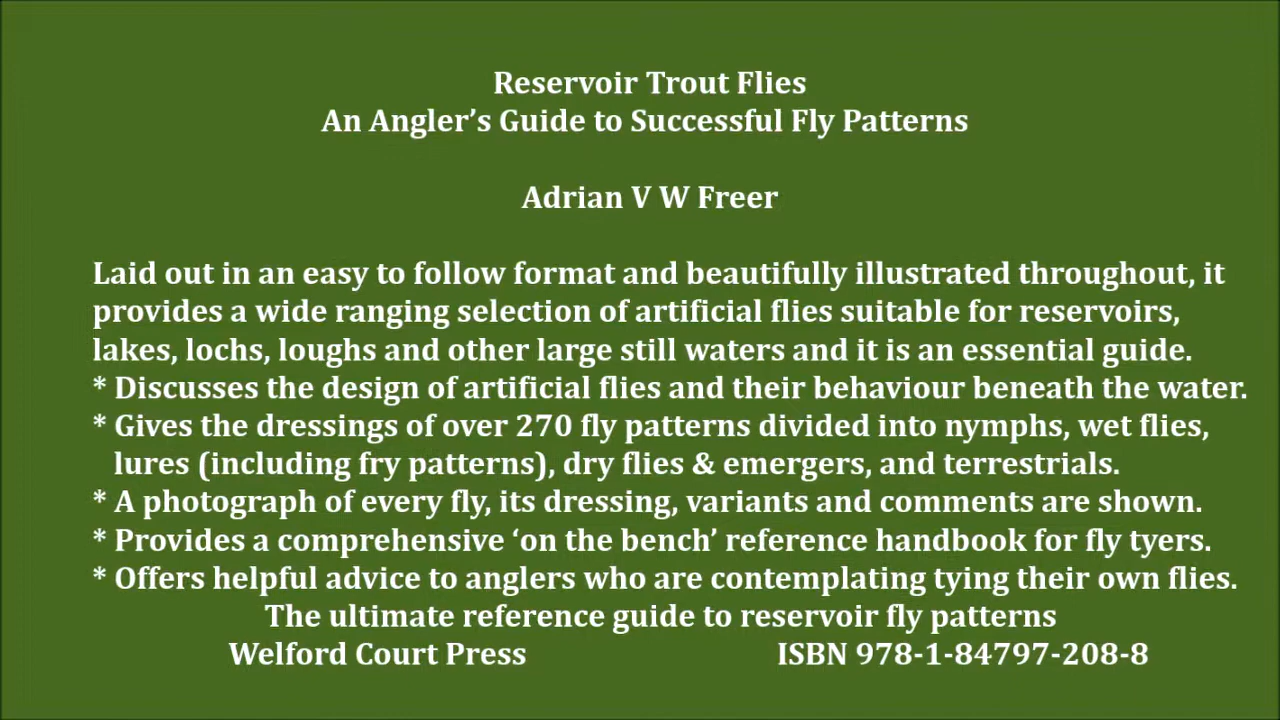 Reservoir Trout Flies
An Angler’s Guide to Successful Fly Patterns
Adrian V W Freer
Laid out in an easy to follow format and beautifully illustrated throughout, it
provides a wide ranging selection of artificial flies suitable for reservoirs,
lakes, lochs, loughs and other large still waters and it is an essential guide.
* Discusses the design of artificial flies and their behaviour beneath the water.
* Gives the dressings of over 270 fly patterns divided into nymphs, wet flies,
lures (including fry patterns), dry flies & emergers, and terrestrials.
* A photograph of every fly, its dressing, variants and comments are shown.
* Provides a comprehensive ‘on the bench’ reference handbook for fly tyers.
* Offers helpful advice to anglers who are contemplating tying their own flies.
The ultimate reference guide to reservoir fly patterns
Welford Court Press ISBN 978-1-84797-208-8